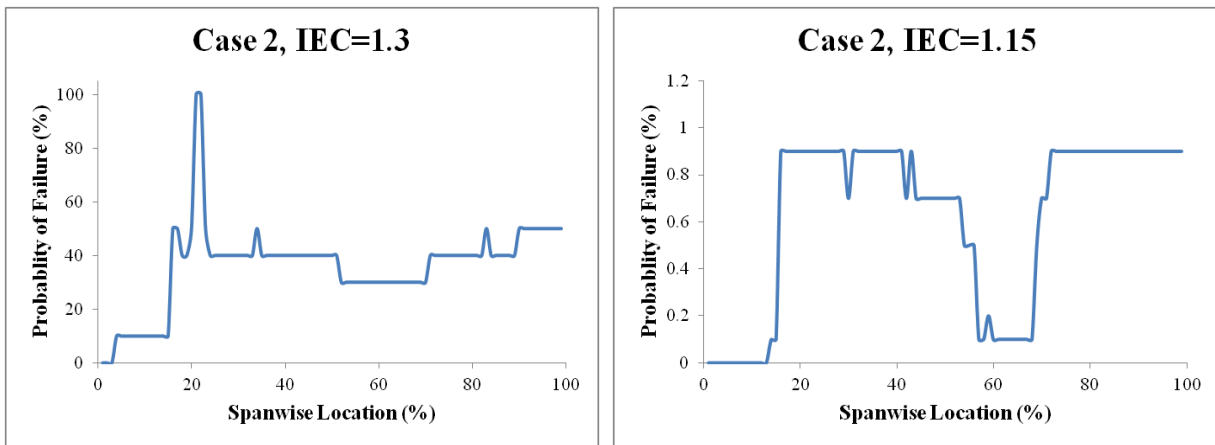 Case 2, IEC=1.3
Probablity of Failure (%)
100
80
60
40
20
0
0 20 40 60 80 100
Spanwise Location (%)
Case 2, IEC=1.15
Probablity of Failure (%)
1.2
1
0.8
0.6
0.4
0.2
0
0 20 40 60 80 100
Spanwise Location (%)